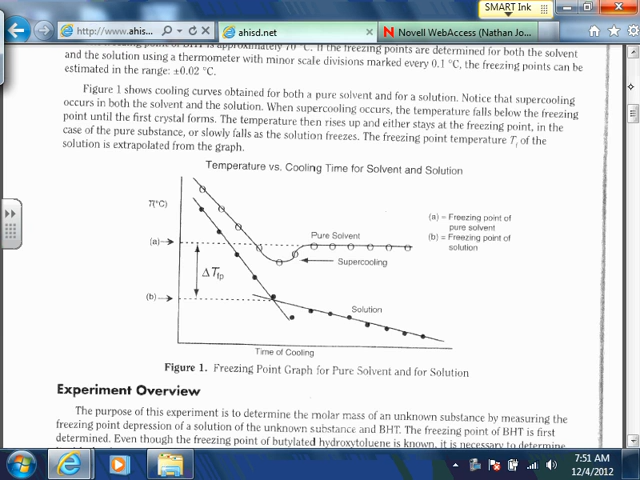 SMART Ink
http://www.ahis...
ahisd.net
Novell WebAccess (Nathan Jo...
point of BHT is approximately 70 °C. If the freezing points are determined for both the solvent
and the solution using a thermometer with minor scale divisions marked every 0.1 °C, the freezing points can be
estimated in the range: ±0.02 °C.
Figure 1 shows cooling curves obtained for both a pure solvent and for a solution. Notice that supercooling
occurs in both the solvent and the solution. When supercooling occurs, the temperature falls below the freezing
point until the first crystal forms. The temperature then rises up and either stays at the freezing point, in the
case of the pure substance, or slowly falls as the solution freezes. The freezing point temperature Tf of the
solution is extrapolated from the graph.
Temperature vs. Cooling Time for Solvent and Solution
T(°C)
(a)
Pure Solvent
(a) = Freezing point of
pure solvent
(b) = Freezing point of
solution
Supercooling
ΔTfp
(b)
Solution
Time of Cooling
Figure 1. Freezing Point Graph for Pure Solvent and for Solution
Experiment Overview
The purpose of this experiment is to determine the molar mass of an unknown substance by measuring the
freezing point depression of a solution of the unknown substance and BHT. The freezing point of BHT is first
determined. Even though the freezing point of butylated hydroxytoluene is known, it is necessary to determine
7:51 AM
12/4/2012